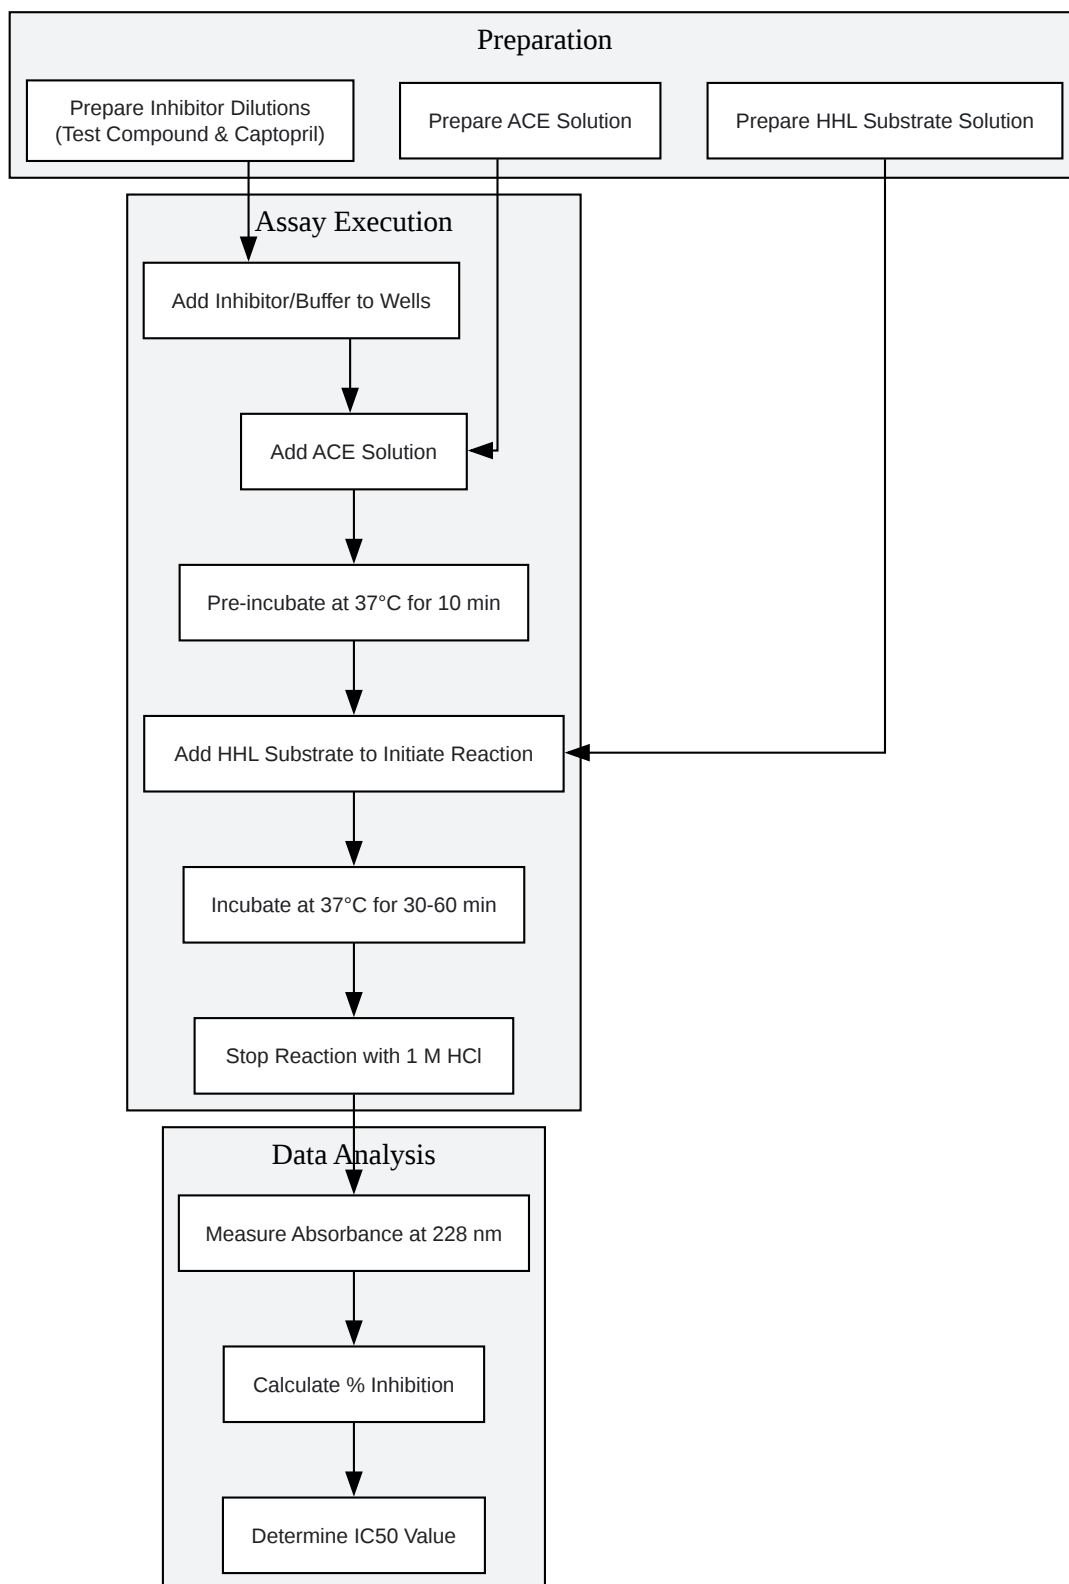 Preparation
Prepare Inhibitor Dilutions
(Test Compound & Captopril)
Prepare ACE Solution
Prepare HHL Substrate Solution
Assay Execution
Add Inhibitor/Buffer to Wells
Add ACE Solution
Pre-incubate at 37°C for 10 min
Add HHL Substrate to Initiate Reaction
Incubate at 37°C for 30-60 min
Stop Reaction with 1 M HCl
Data Analysis
Measure Absorbance at 228 nm
Calculate % Inhibition
Determine IC50 Value